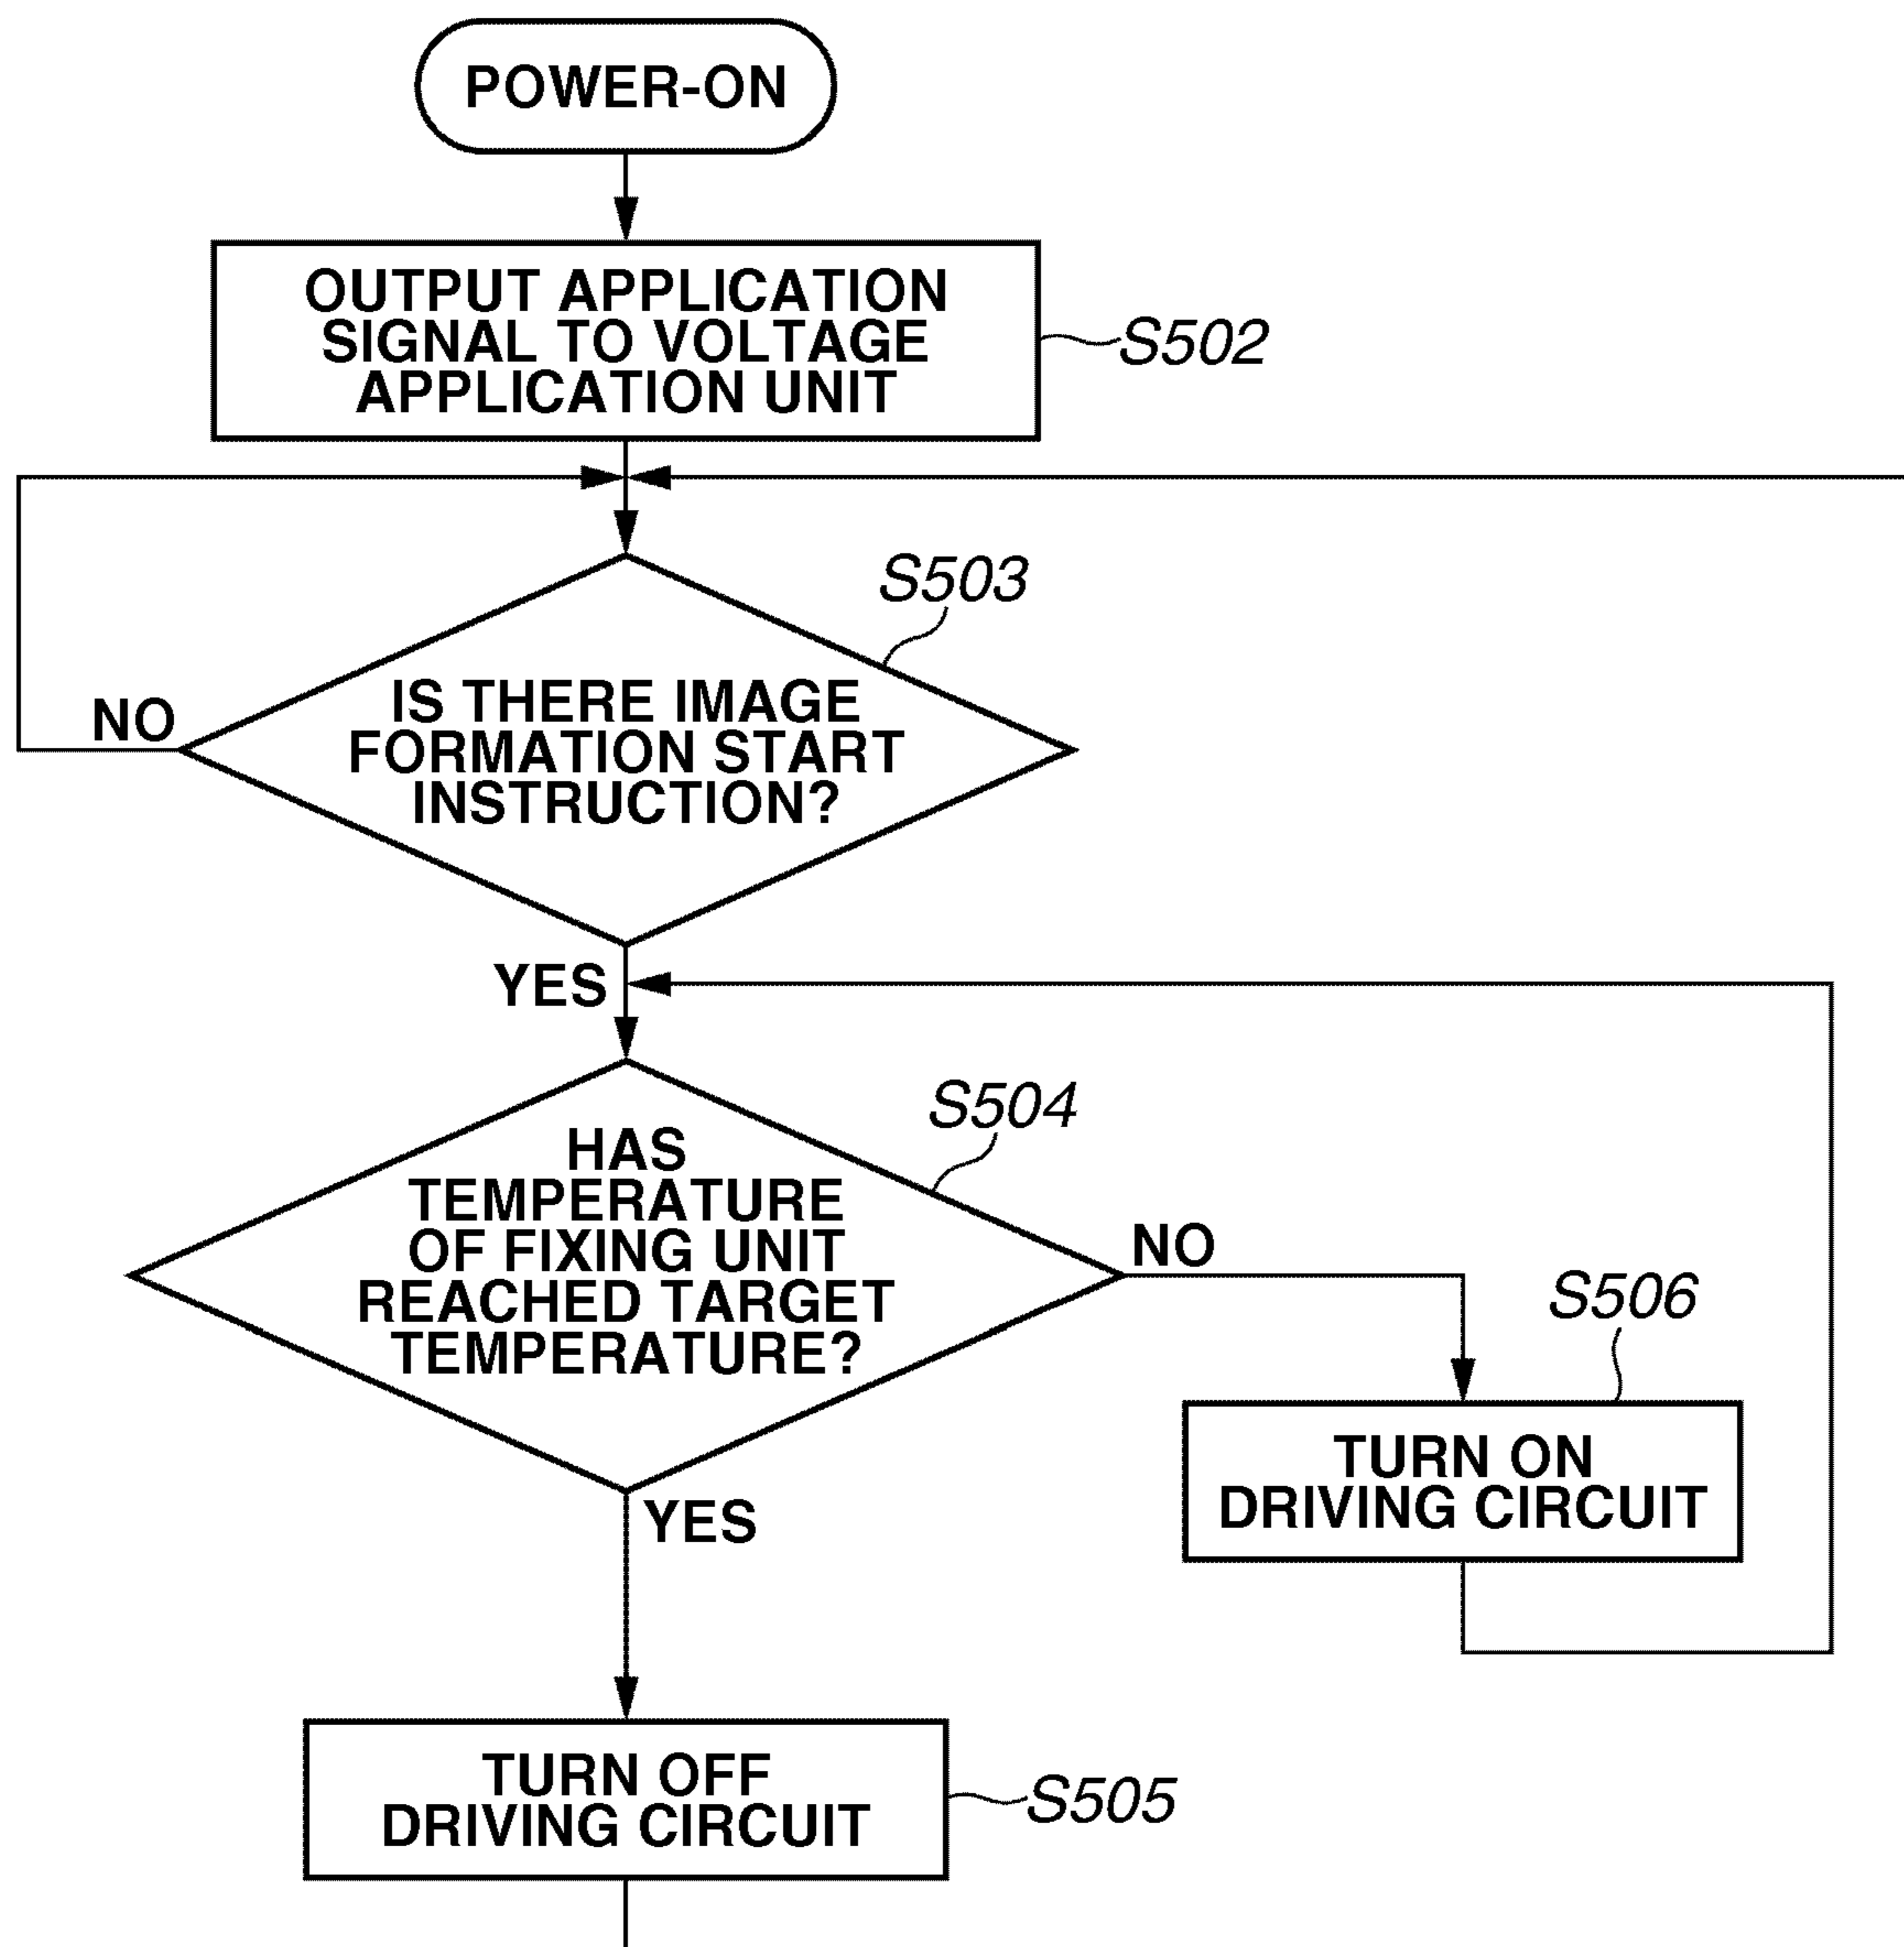 POWER-ON
OUTPUT APPLICATION
SIGNAL TO VOLTAGE
APPLICATION UNIT
S502
S503
IS THERE IMAGE
FORMATION START
INSTRUCTION?
NO
YES
S504
HAS
TEMPERATURE
OF FIXING UNIT
REACHED TARGET
TEMPERATURE?
NO
S506
TURN ON
DRIVING CIRCUIT
YES
TURN OFF
DRIVING CIRCUIT
S505